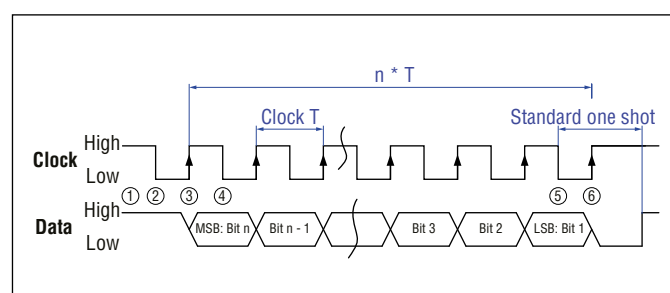 n * T
Clock T
Standard one shot
High
Clock
Low
① ② ③ ④ ⑤ ⑥
High
Data
Low
MSB: Bit n
Bit n - 1
Bit 3
Bit 2
LSB: Bit 1